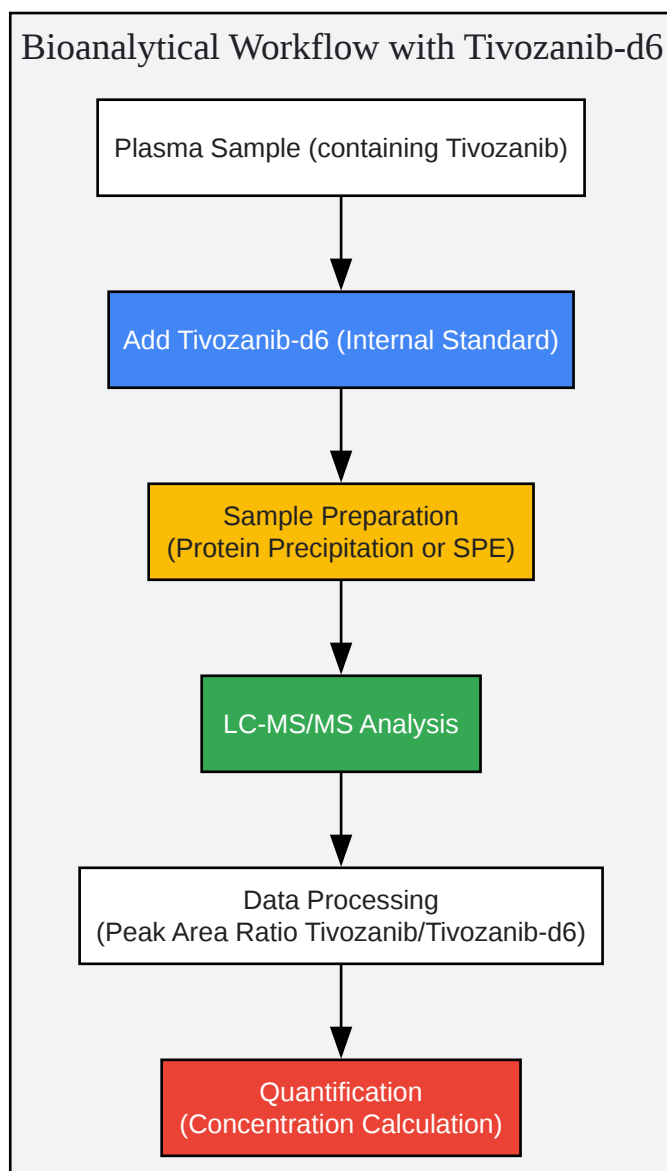 Bioanalytical Workflow with Tivozanib-d6
Plasma Sample (containing Tivozanib)
Add Tivozanib-d6 (Internal Standard)
Sample Preparation
(Protein Precipitation or SPE)
LC-MS/MS Analysis
Data Processing
(Peak Area Ratio Tivozanib/Tivozanib-d6)
Quantification
(Concentration Calculation)